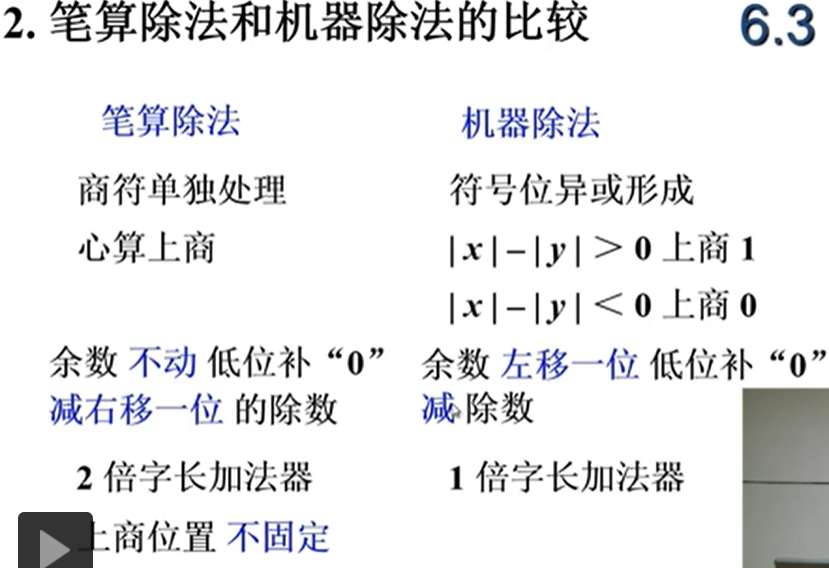 2. 笔算除法和机器除法的比较 6.3
笔算除法 机器除法
商符单独处理 符号位异或形成
心算上商 |x|–|y|＞0 上商 1
|x|–|y|＜0 上商 0
余数 不动 低位补“0” 余数 左移一位 低位补“0”
减右移一位 的除数 减 除数
2 倍字长加法器 1 倍字长加法器
上商位置 不固定